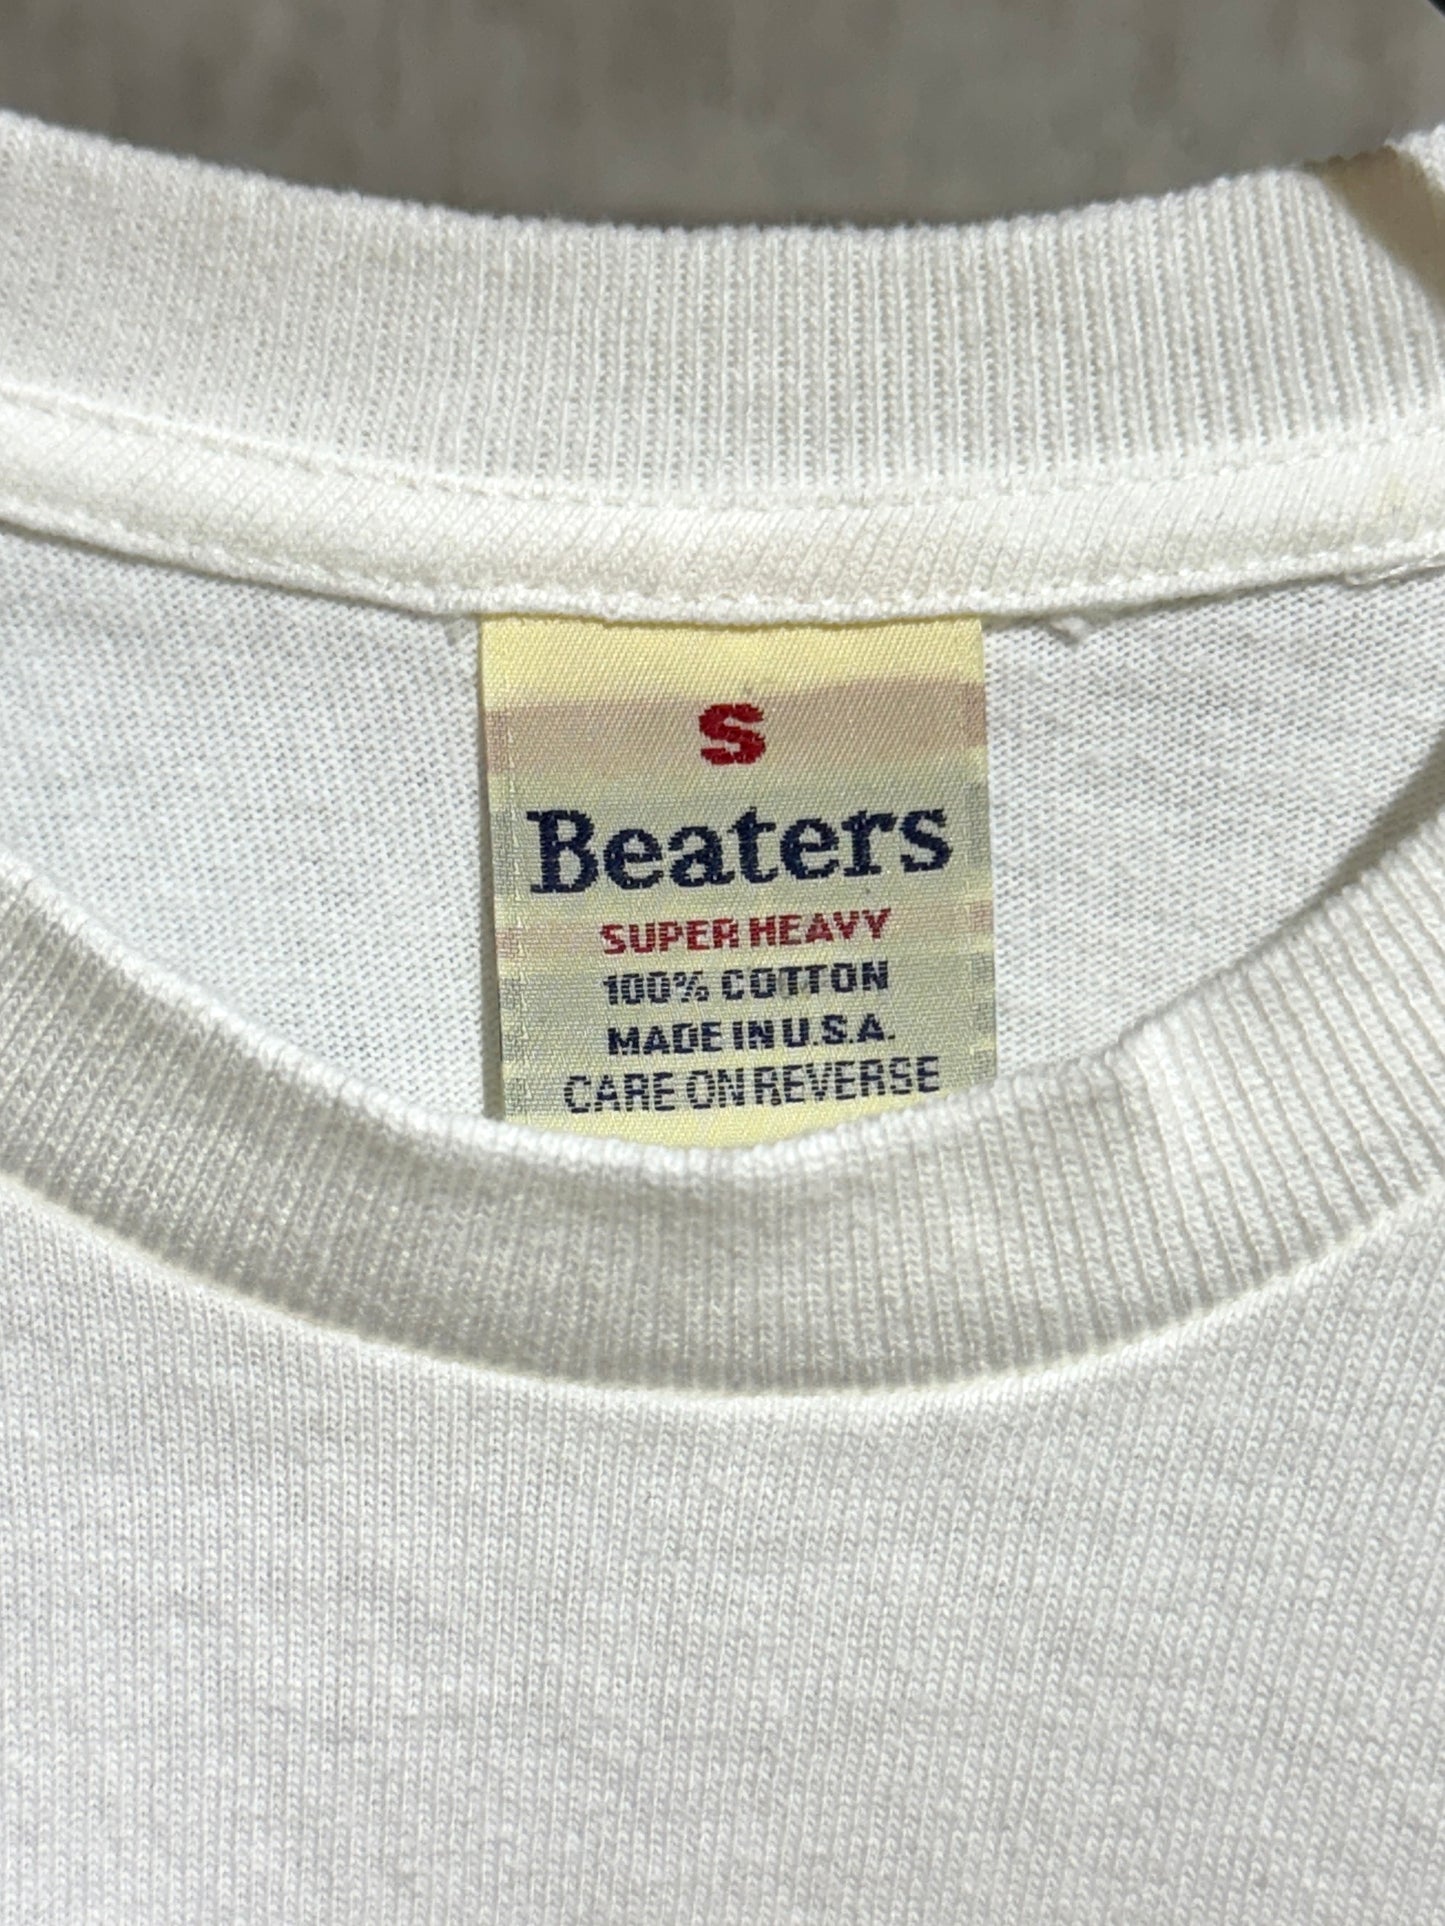 S
Beaters
SUPER HEAVY
100% COTTON
MADE IN U.S.A.
CARE ON REVERSE